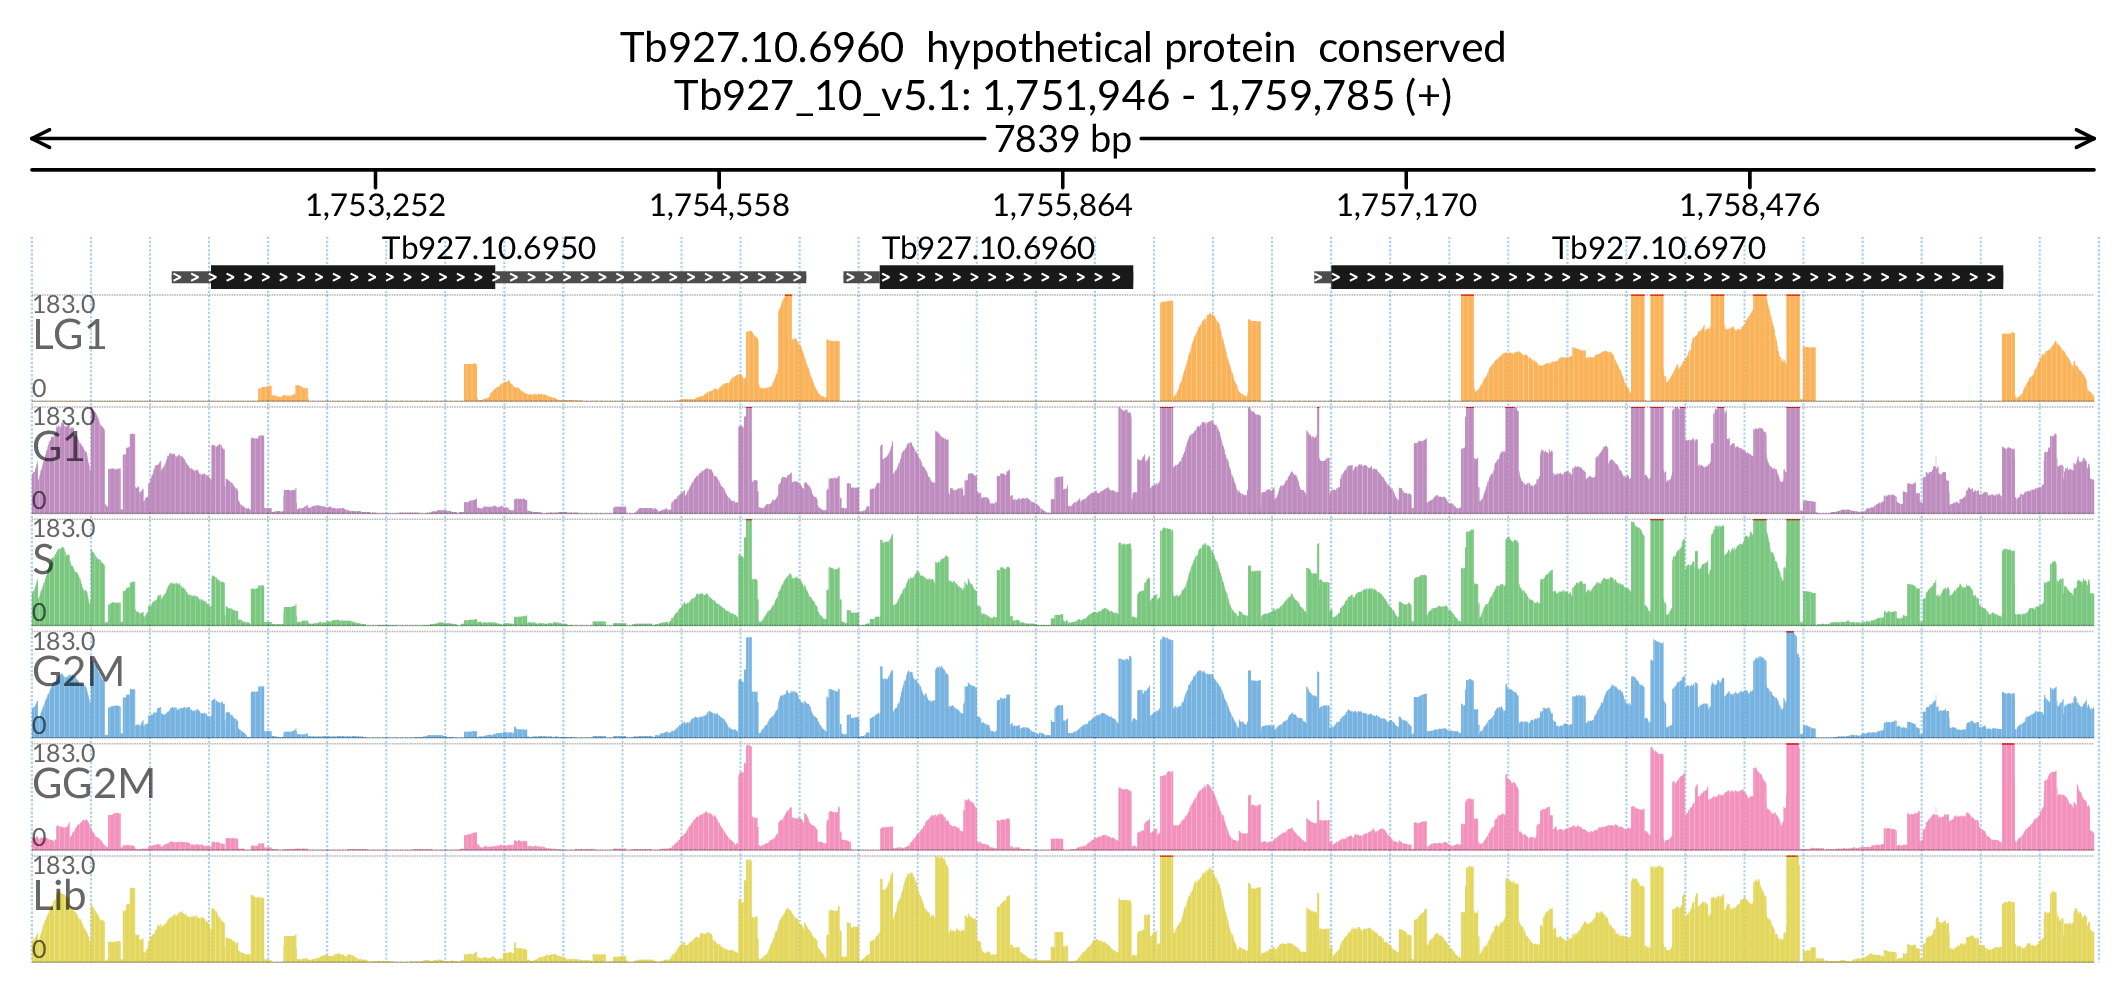 Tb927.10.6960 hypothetical protein conserved
Tb927_10_v5.1: 1,751,946 - 1,759,785 (+)
7839 bp
1,753,252 1,754,558 1,755,864 1,757,170 1,758,476
Tb927.10.6950 Tb927.10.6960 Tb927.10.6970
183.0
LG1
0
183.0
G1
0
183.0
S
0
183.0
G2M
0
183.0
GG2M
0
183.0
Lib
0